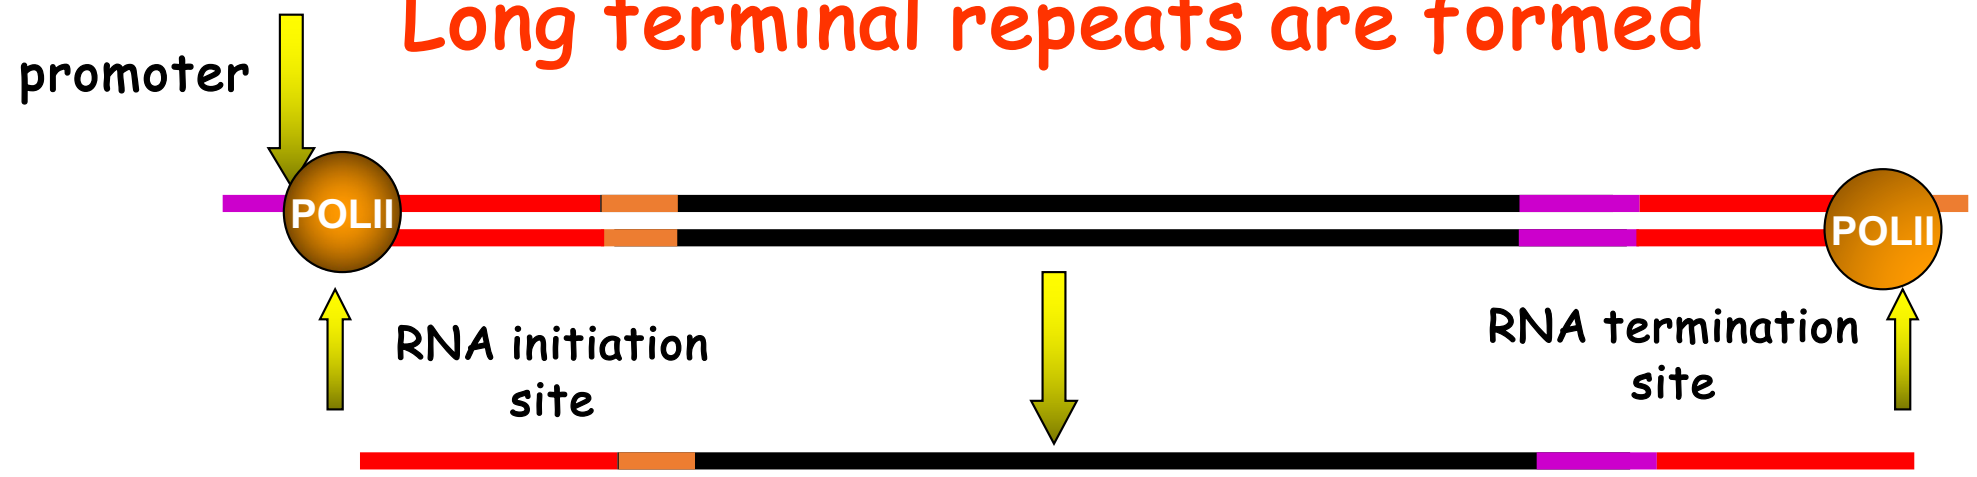 Long terminal repeats are formed
promoter
POLII
POLII
RNA initiation
site
RNA termination
site